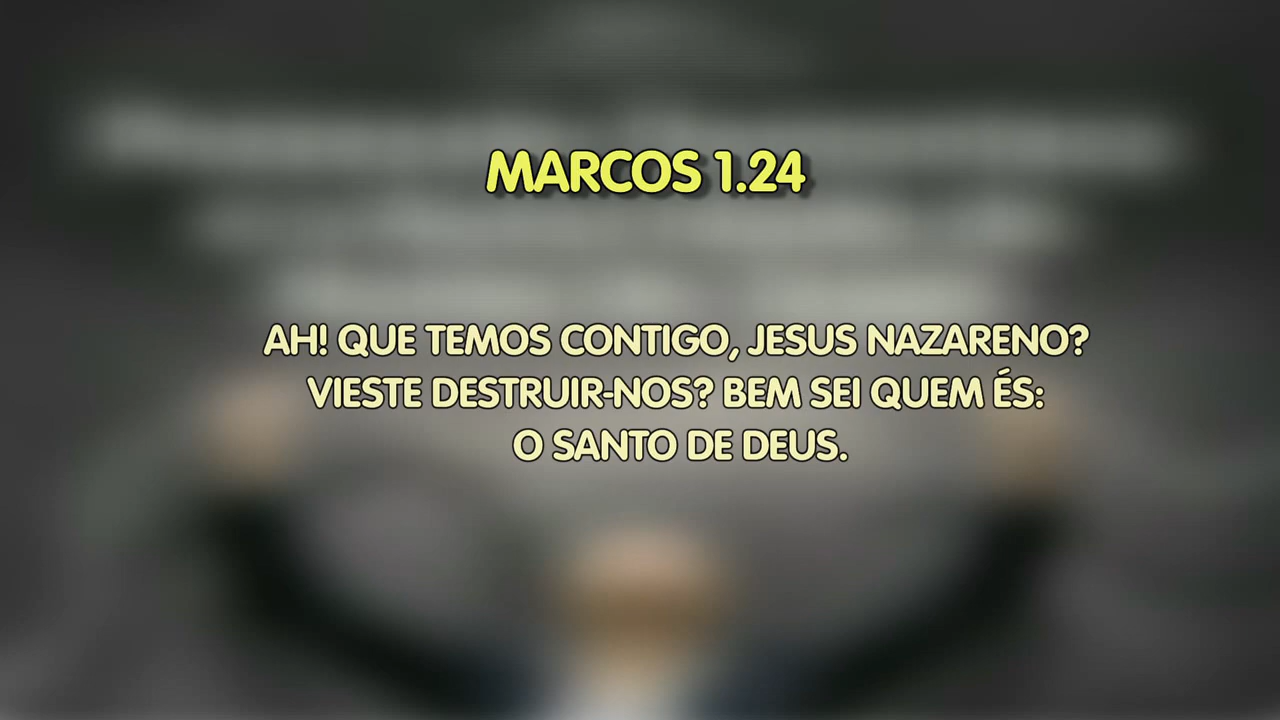 MARCOS 1.24
AH! QUE TEMOS CONTIGO, JESUS NAZARENO?
VIESTE DESTRUIR-NOS? BEM SEI QUEM ÉS:
O SANTO DE DEUS.